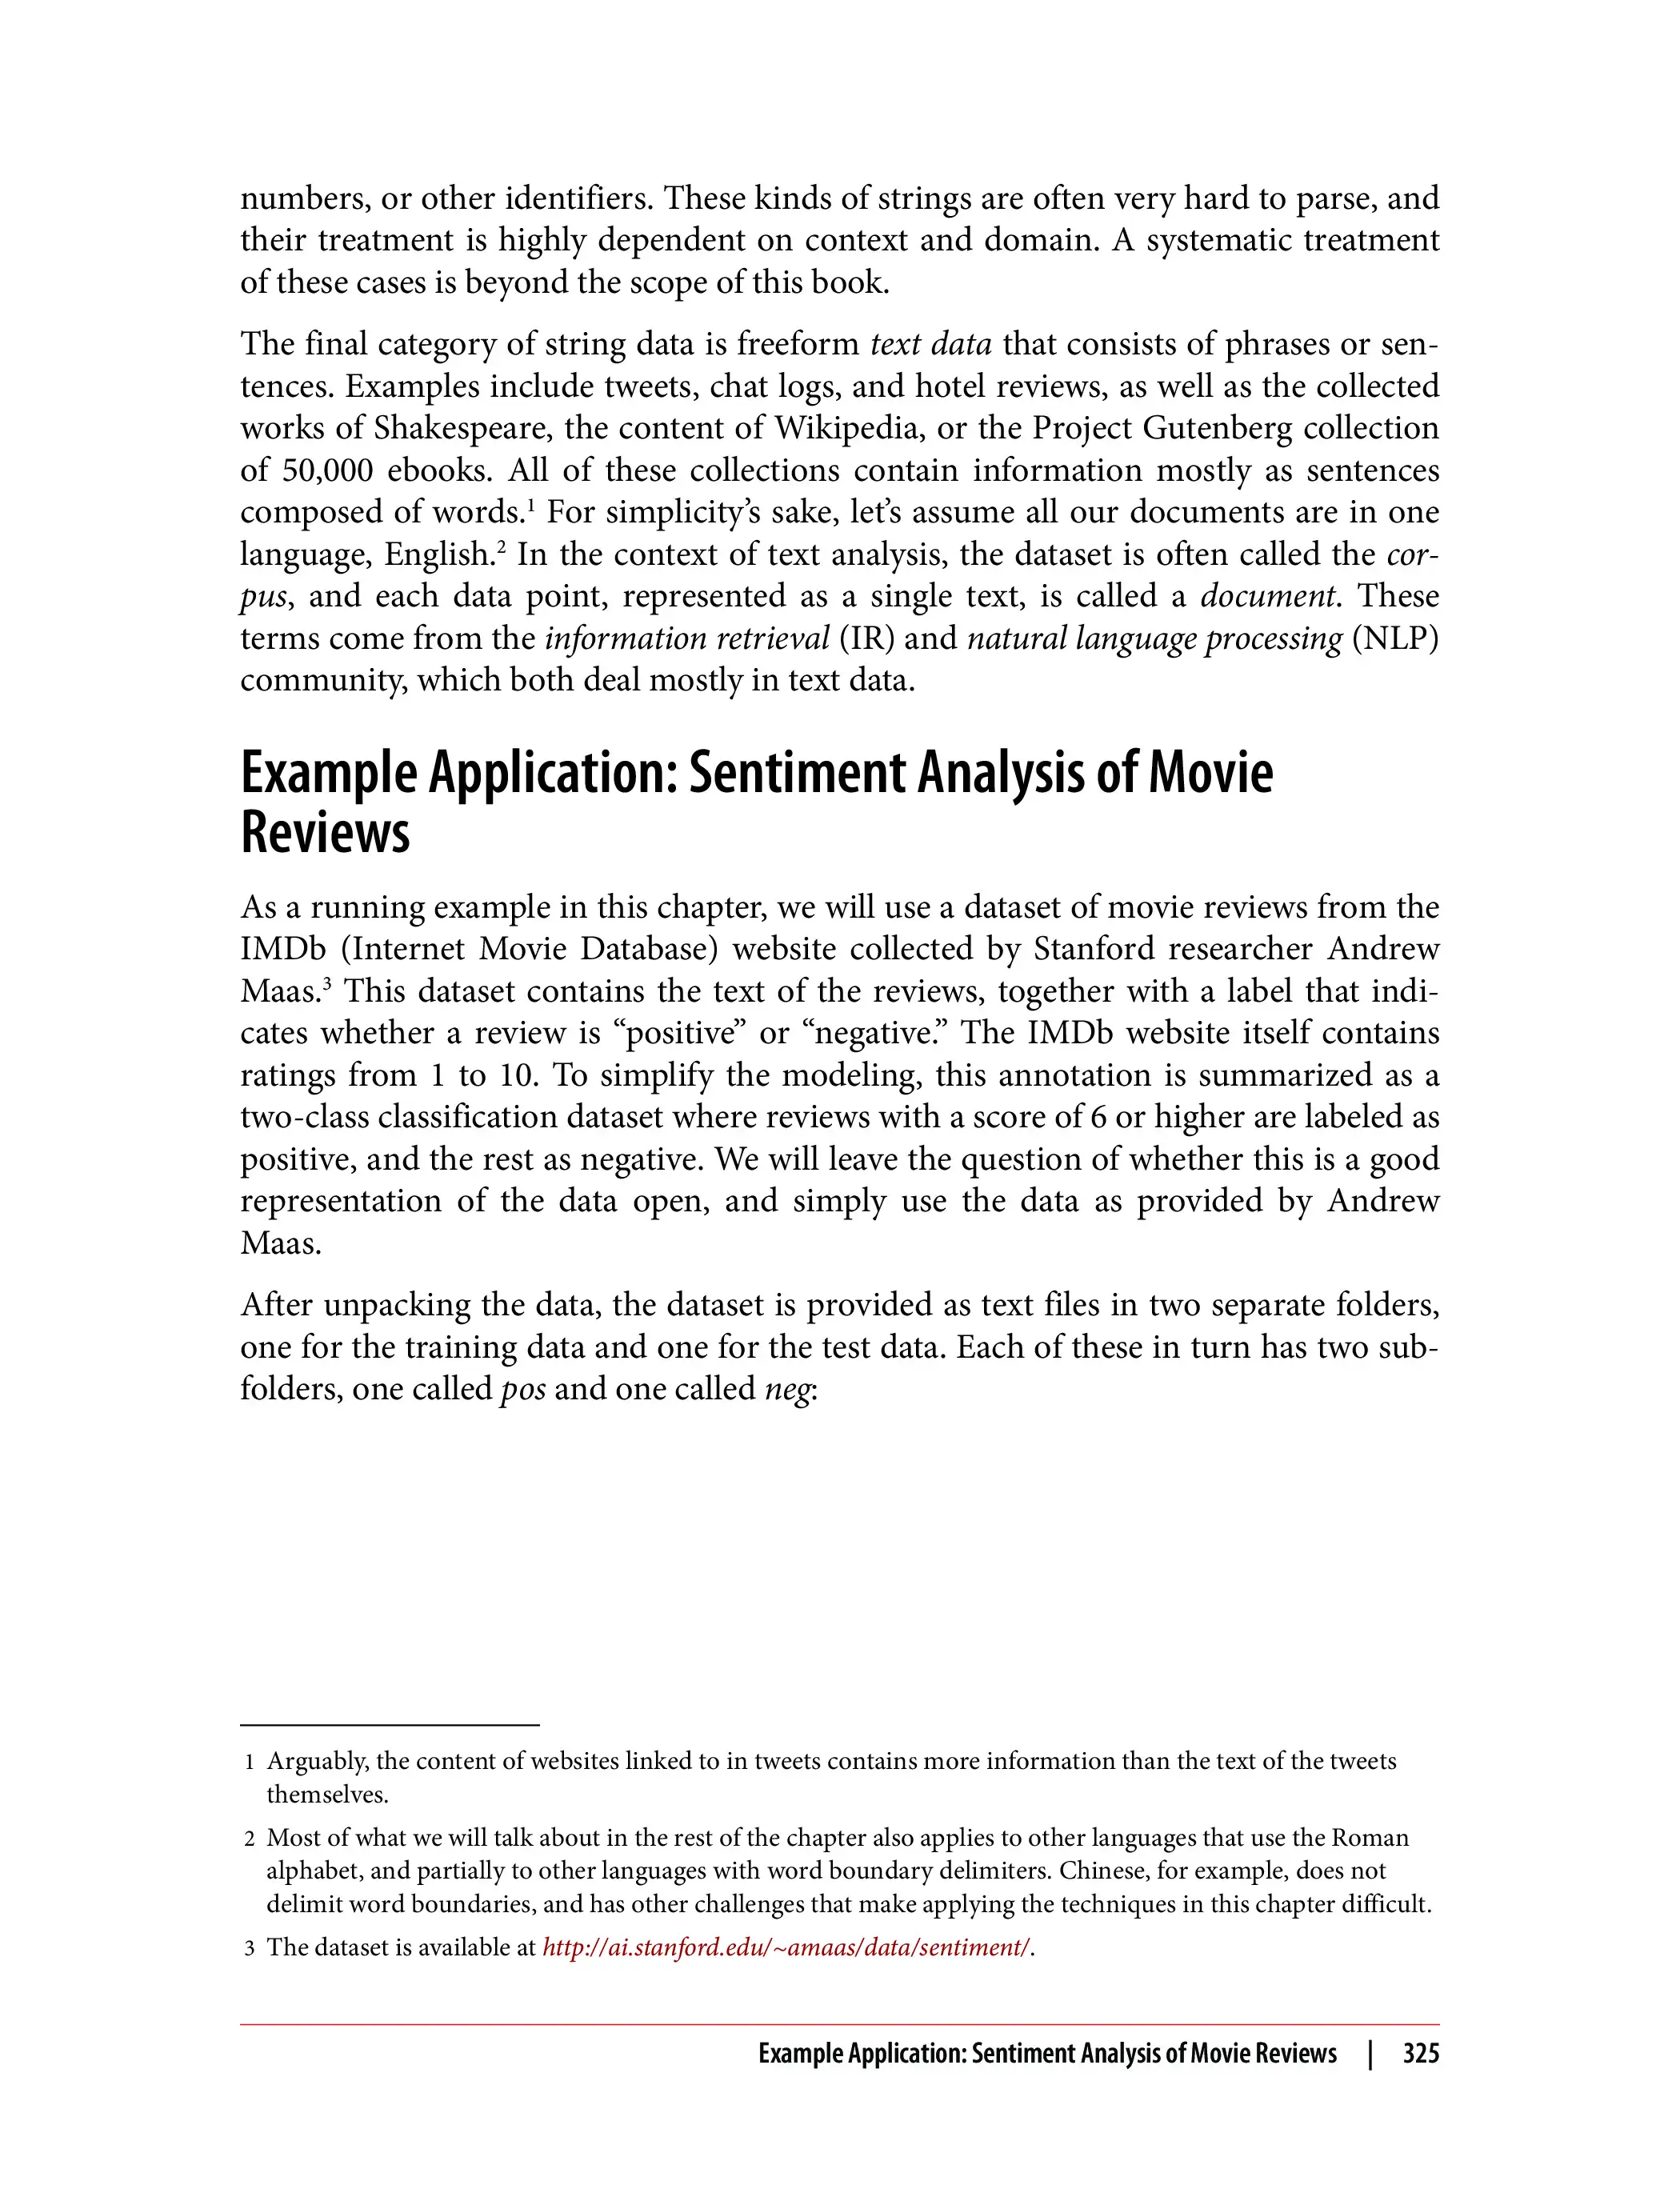 numbers, or other identifiers. These kinds of strings are often very hard to parse, and
their treatment is highly dependent on context and domain. A systematic treatment
of these cases is beyond the scope of this book.
The final category of string data is freeform text data that consists of phrases or sen-
tences. Examples include tweets, chat logs, and hotel reviews, as well as the collected
works of Shakespeare, the content of Wikipedia, or the Project Gutenberg collection
of 50,000 ebooks. All of these collections contain information mostly as sentences
composed of words.¹ For simplicity’s sake, let’s assume all our documents are in one
language, English.² In the context of text analysis, the dataset is often called the cor-
pus, and each data point, represented as a single text, is called a document. These
terms come from the information retrieval (IR) and natural language processing (NLP)
community, which both deal mostly in text data.
Example Application: Sentiment Analysis of Movie
Reviews
As a running example in this chapter, we will use a dataset of movie reviews from the
IMDb (Internet Movie Database) website collected by Stanford researcher Andrew
Maas.³ This dataset contains the text of the reviews, together with a label that indi-
cates whether a review is “positive” or “negative.” The IMDb website itself contains
ratings from 1 to 10. To simplify the modeling, this annotation is summarized as a
two-class classification dataset where reviews with a score of 6 or higher are labeled as
positive, and the rest as negative. We will leave the question of whether this is a good
representation of the data open, and simply use the data as provided by Andrew
Maas.
After unpacking the data, the dataset is provided as text files in two separate folders,
one for the training data and one for the test data. Each of these in turn has two sub-
folders, one called pos and one called neg:
1 Arguably, the content of websites linked to in tweets contains more information than the text of the tweets
themselves.
2 Most of what we will talk about in the rest of the chapter also applies to other languages that use the Roman
alphabet, and partially to other languages with word boundary delimiters. Chinese, for example, does not
delimit word boundaries, and has other challenges that make applying the techniques in this chapter difficult.
3 The dataset is available at http://ai.stanford.edu/~amaas/data/sentiment/.
Example Application: Sentiment Analysis of Movie Reviews | 325